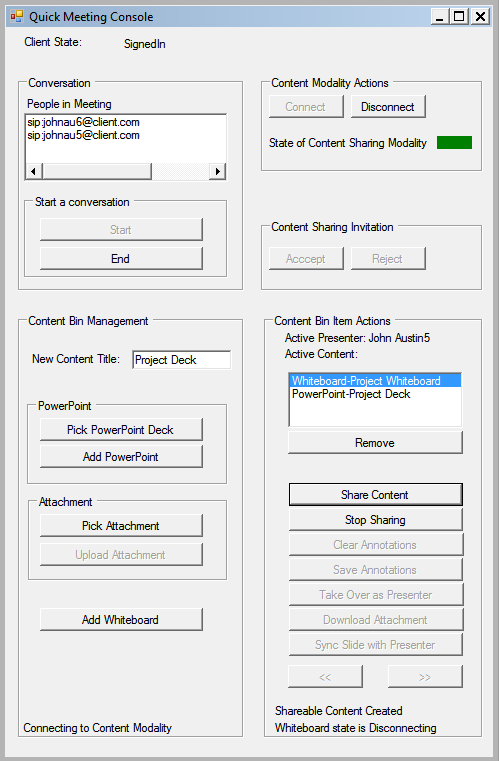 Quick Meeting Console
Client State: SignedIn
Conversation
People in Meeting
sip:johnau6@client.com
sip:johnau5@client.com
Start a conversation
Start
End
Content Modality Actions
Connect Disconnect
State of Content Sharing Modality
Content Sharing Invitation
Acccept Reject
Content Bin Management
New Content Title: Project Deck
PowerPoint
Pick PowerPoint Deck
Add PowerPoint
Attachment
Pick Attachment
Upload Attachment
Add Whiteboard
Connecting to Content Modality
Content Bin Item Actions
Active Presenter: John Austin5
Active Content:
Whiteboard-Project Whiteboard
PowerPoint-Project Deck
Remove
Share Content
Stop Sharing
Clear Annotations
Save Annotations
Take Over as Presenter
Download Attachment
Sync Slide with Presenter
<< >>
Shareable Content Created
Whiteboard state is Disconnecting